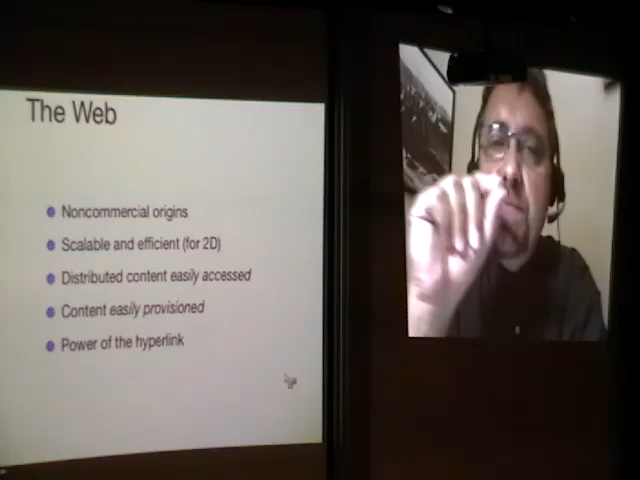 The Web
Noncommercial origins
Scalable and efficient (for 2D)
Distributed content easily accessed
Content easily provisioned
Power of the hyperlink